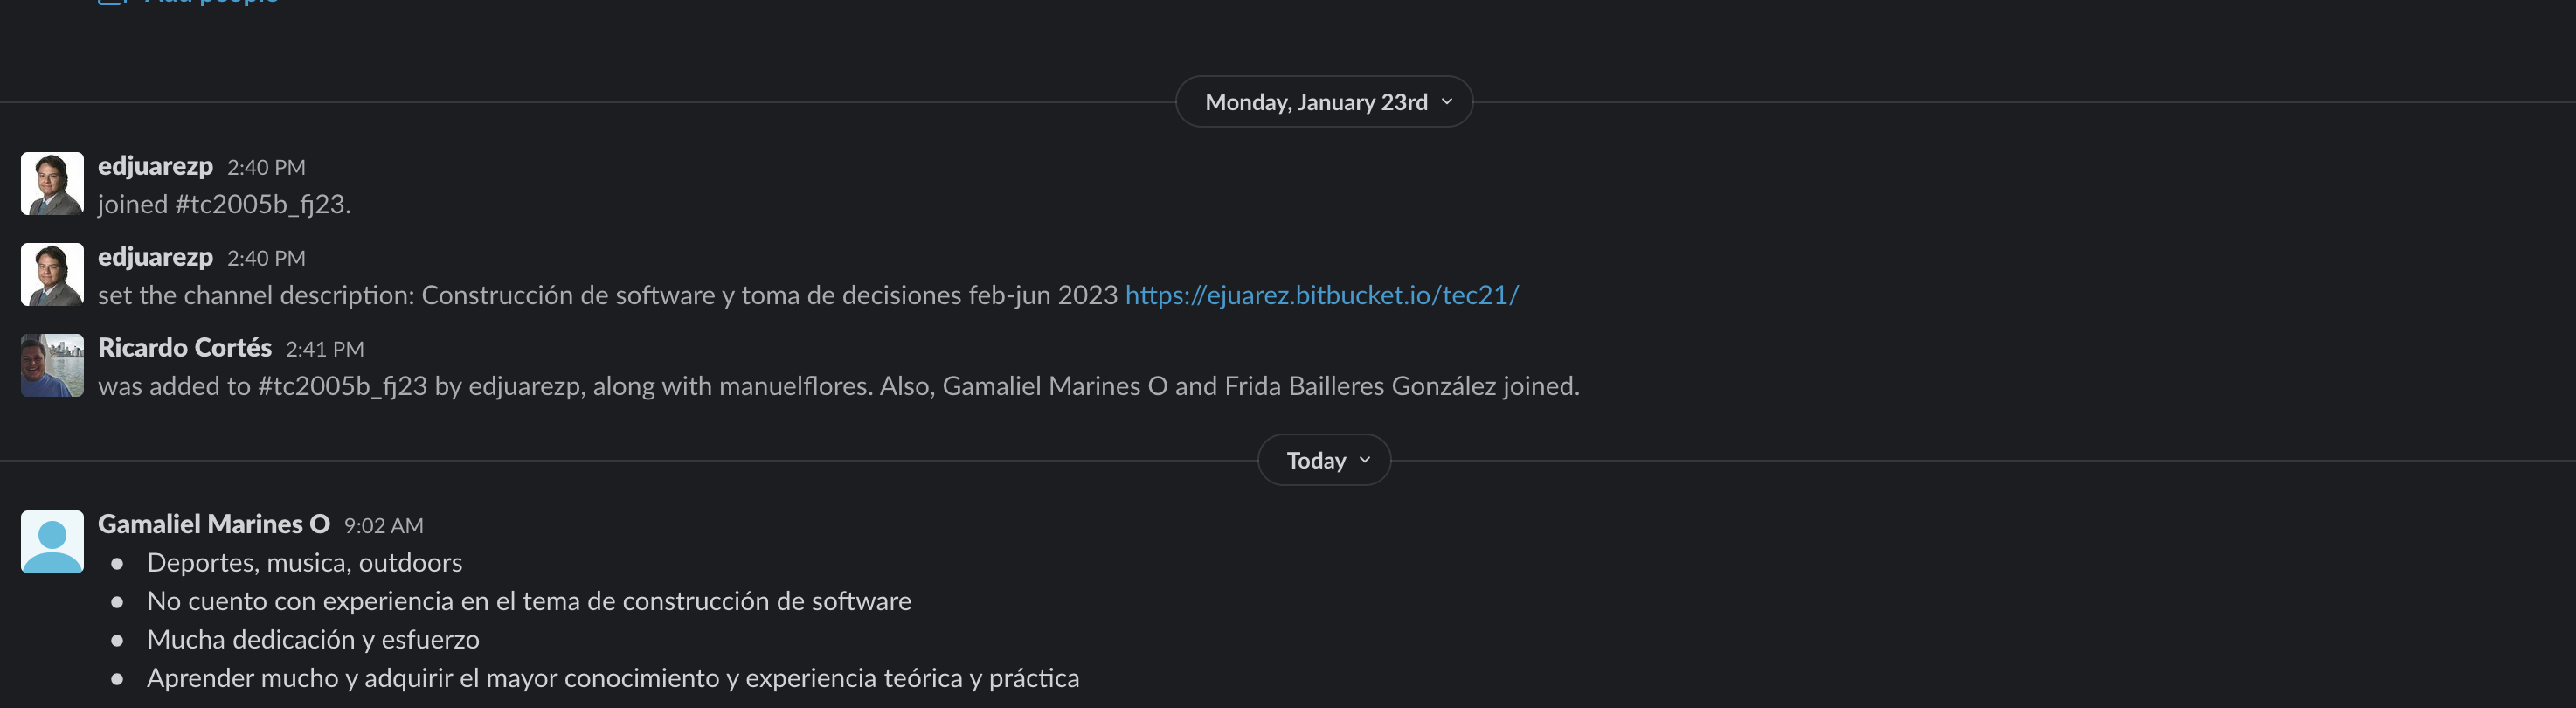 Add people
Monday, January 23rd
edjuarezp 2:40 PM
joined #tc2005b_fj23.
edjuarezp 2:40 PM
set the channel description: Construcción de software y toma de decisiones feb-jun 2023 https://ejuarez.bitbucket.io/tec21/
Ricardo Cortés 2:41 PM
was added to #tc2005b_fj23 by edjuarezp, along with manuelflores. Also, Gamaliel Marines O and Frida Bailleres González joined.
Today
Gamaliel Marines O 9:02 AM
● Deportes, musica, outdoors
● No cuento con experiencia en el tema de construcción de software
● Mucha dedicación y esfuerzo
● Aprender mucho y adquirir el mayor conocimiento y experiencia teórica y práctica